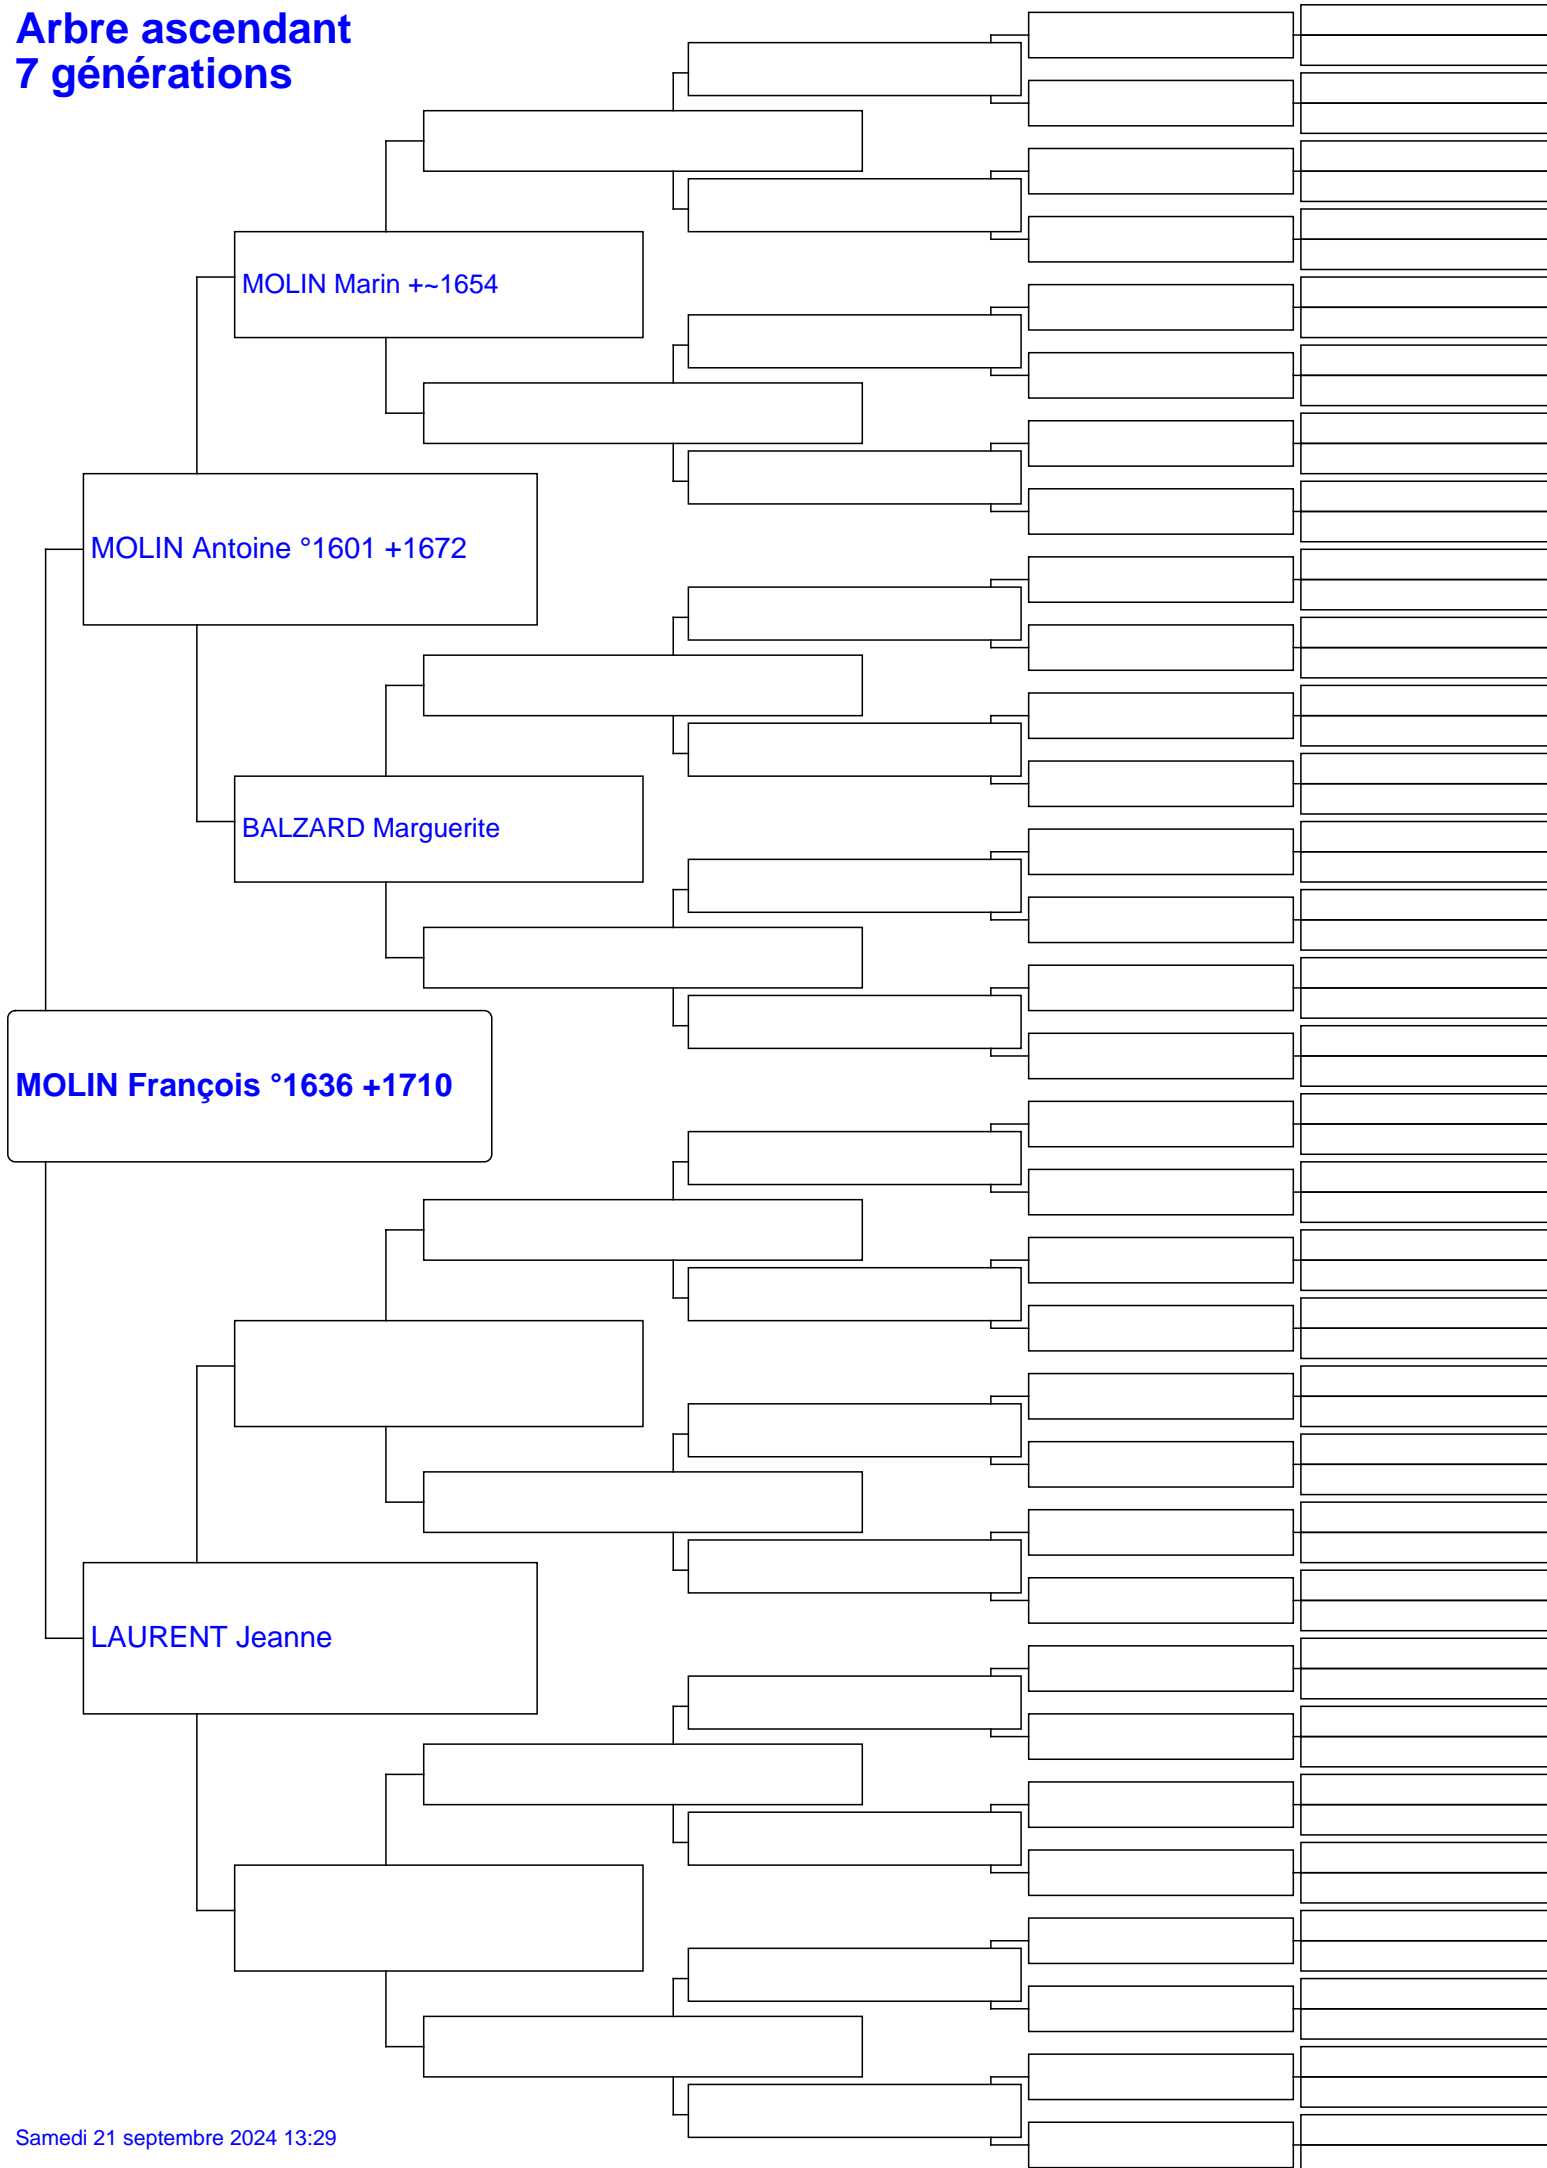 Arbre ascendant
7 générations
MOLIN Marin +~1654
MOLIN Antoine °1601 +1672
BALZARD Marguerite
MOLIN François °1636 +1710
LAURENT Jeanne
Samedi 21 septembre 2024 13:29